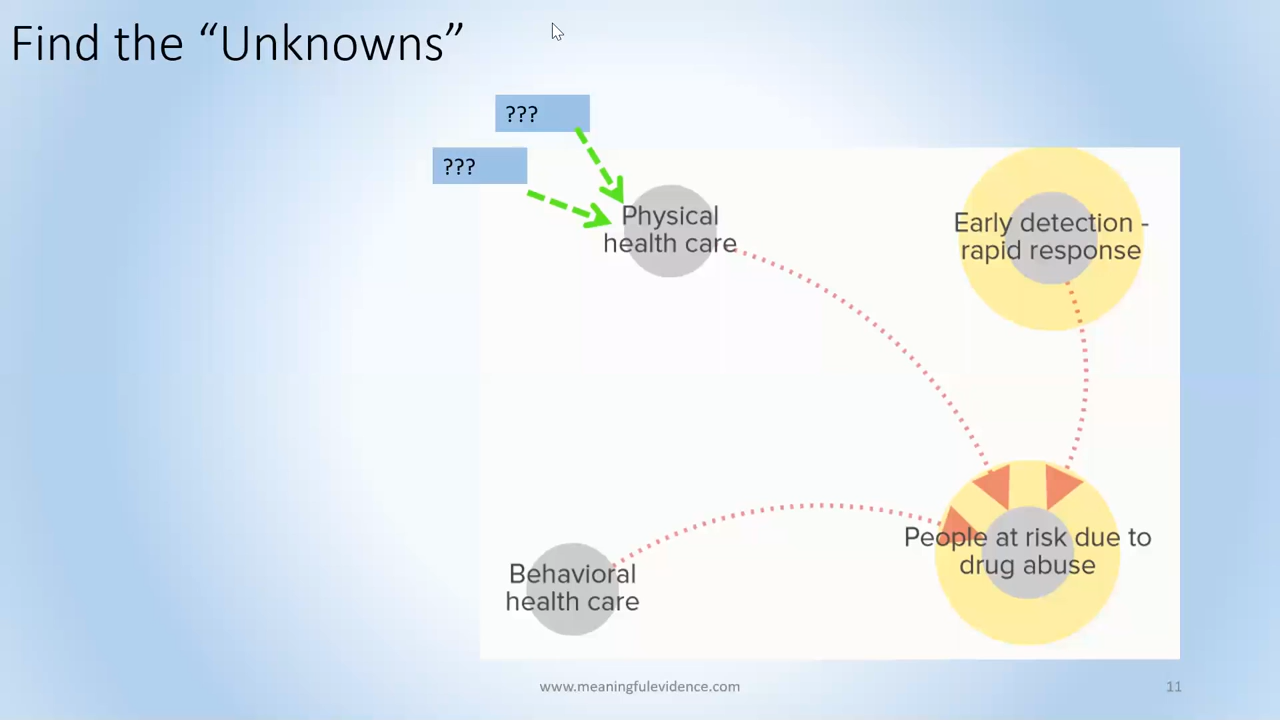 Find the “Unknowns”
???
???
Physical
health care
Early detection -
rapid response
People at risk due to
drug abuse
Behavioral
health care
www.meaningfulevidence.com
11